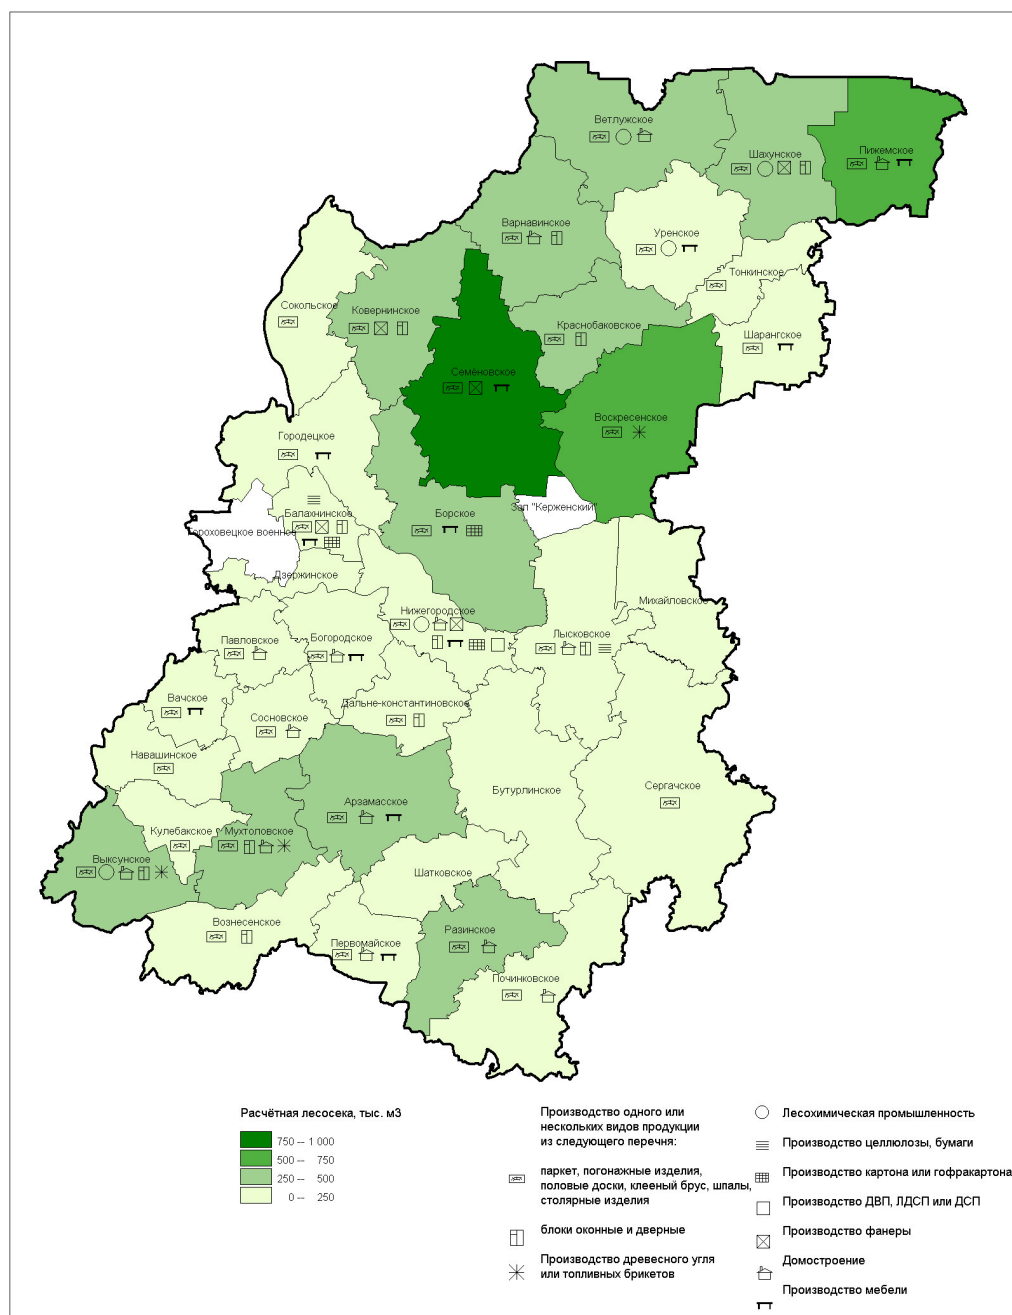 Ветлужское
Шахунское
Пижемское
Варнавинское
Уренское
Тонкинское
Сокольское
Ковернинское
Краснобаковское
Шарангское
Семёновское
Воскресенское
Городецкое
Балахнинское
Борское
Зап "Керженский"
Гороховецкое военное
Дзержинское
Михайловское
Нижегородское
Лысковское
Павловское
Богородское
Вачское
Дальне-константиновское
Сосновское
Навашинское
Бутурлинское
Сергачское
Арзамасское
Кулебакское
Мухтоловское
Выксунское
Шатковское
Вознесенское
Первомайское
Разинское
Починковское
Расчётная лесосека, тыс. м3
750 -- 1 000
500 -- 750
250 -- 500
0 -- 250
Производство одного или
нескольких видов продукции
из следующего перечня:
паркет, погонажные изделия,
половые доски, клееный брус, шпалы,
столярные изделия
блоки оконные и дверные
Производство древесного угля
или топливных брикетов
Лесохимическая промышленность
Производство целлюлозы, бумаги
Производство картона или гофракартона
Производство ДВП, ЛДСП или ДСП
Производство фанеры
Домостроение
Производство мебели